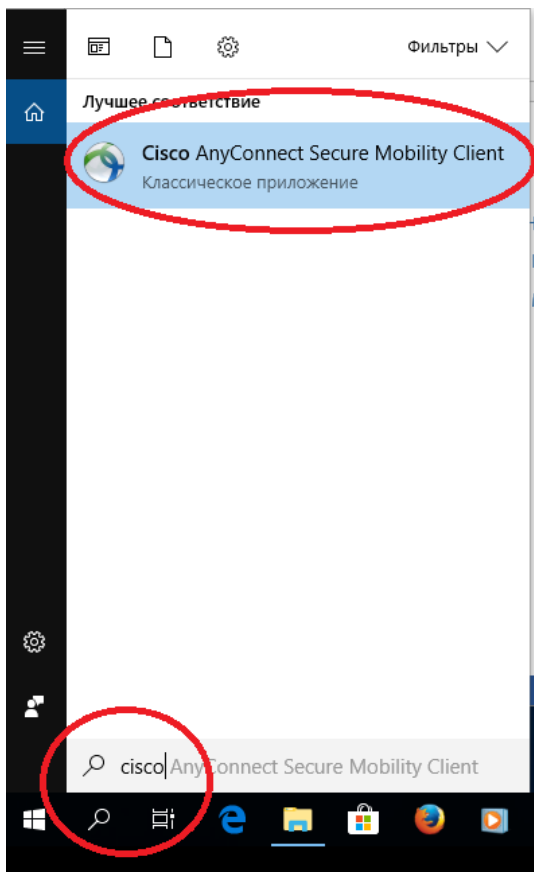 Фильтры
Лучшее соответствие
Cisco AnyConnect Secure Mobility Client
Классическое приложение
cisco AnyConnect Secure Mobility Client